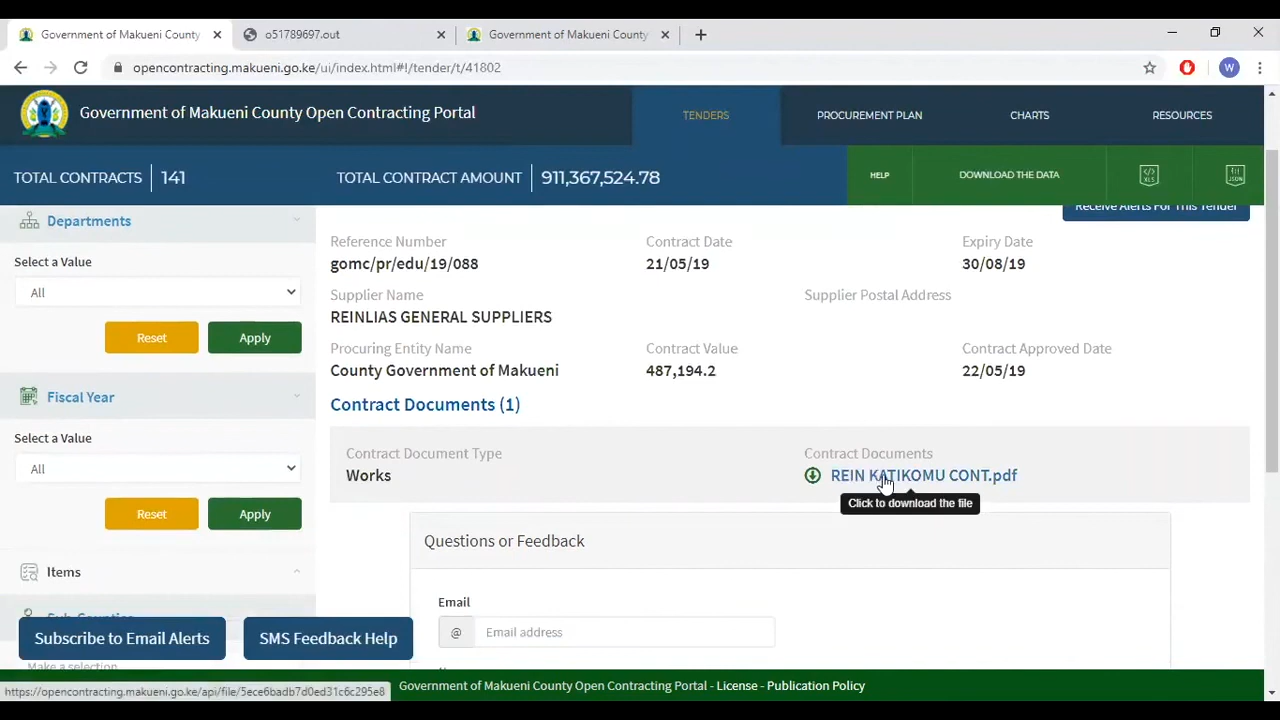 Government of Makueni County
o51789697.out
Government of Makueni County
opencontracting.makueni.go.ke/ui/index.html#!/tender/t/41802
W
Government of Makueni County Open Contracting Portal
TENDERS
PROCUREMENT PLAN
CHARTS
RESOURCES
TOTAL CONTRACTS 141
TOTAL CONTRACT AMOUNT 911,367,524.78
HELP
DOWNLOAD THE DATA
XLS
JSON
Receive Alerts For This Tender
Departments
Select a Value
All
Reset
Apply
Fiscal Year
Select a Value
All
Reset
Apply
Items
Sub-Counties
Make a selection
Subscribe to Email Alerts
SMS Feedback Help
Reference Number
gomc/pr/edu/19/088
Contract Date
21/05/19
Expiry Date
30/08/19
Supplier Name
REINLIAS GENERAL SUPPLIERS
Supplier Postal Address
Procuring Entity Name
County Government of Makueni
Contract Value
487,194.2
Contract Approved Date
22/05/19
Contract Documents (1)
Contract Document Type
Works
Contract Documents
REIN KATIKOMU CONT.pdf
Click to download the file
Questions or Feedback
Email
@ Email address
https://opencontracting.makueni.go.ke/api/file/5ece6badb7d0ed31c6c295e8
Government of Makueni County Open Contracting Portal - License - Publication Policy